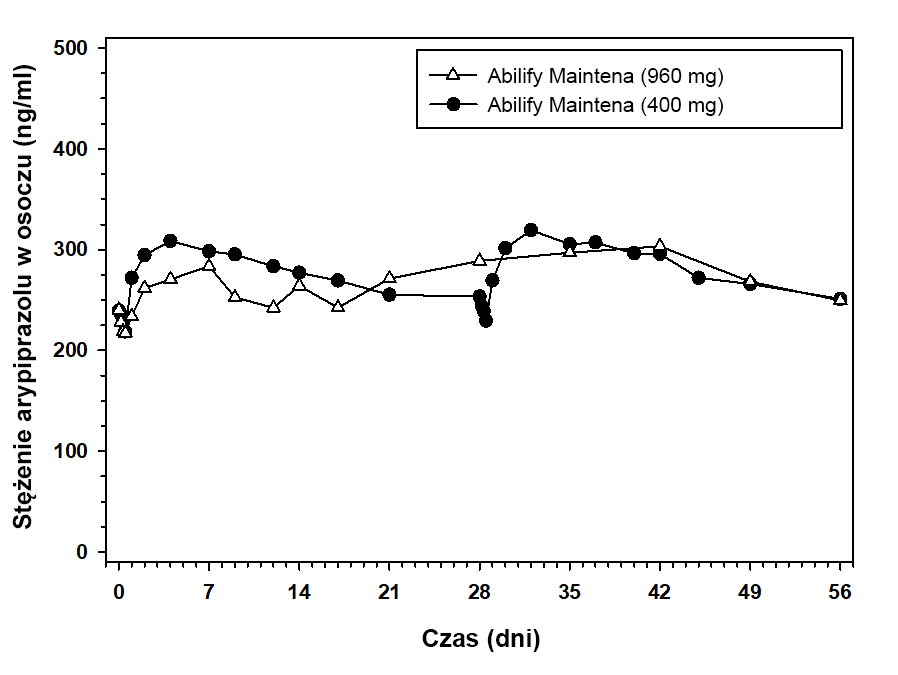 Stężenie arypiprazolu w osoczu (ng/ml)
500
400
300
200
100
0
Abilify Maintena (960 mg)
Abilify Maintena (400 mg)
0 7 14 21 28 35 42 49 56
Czas (dni)